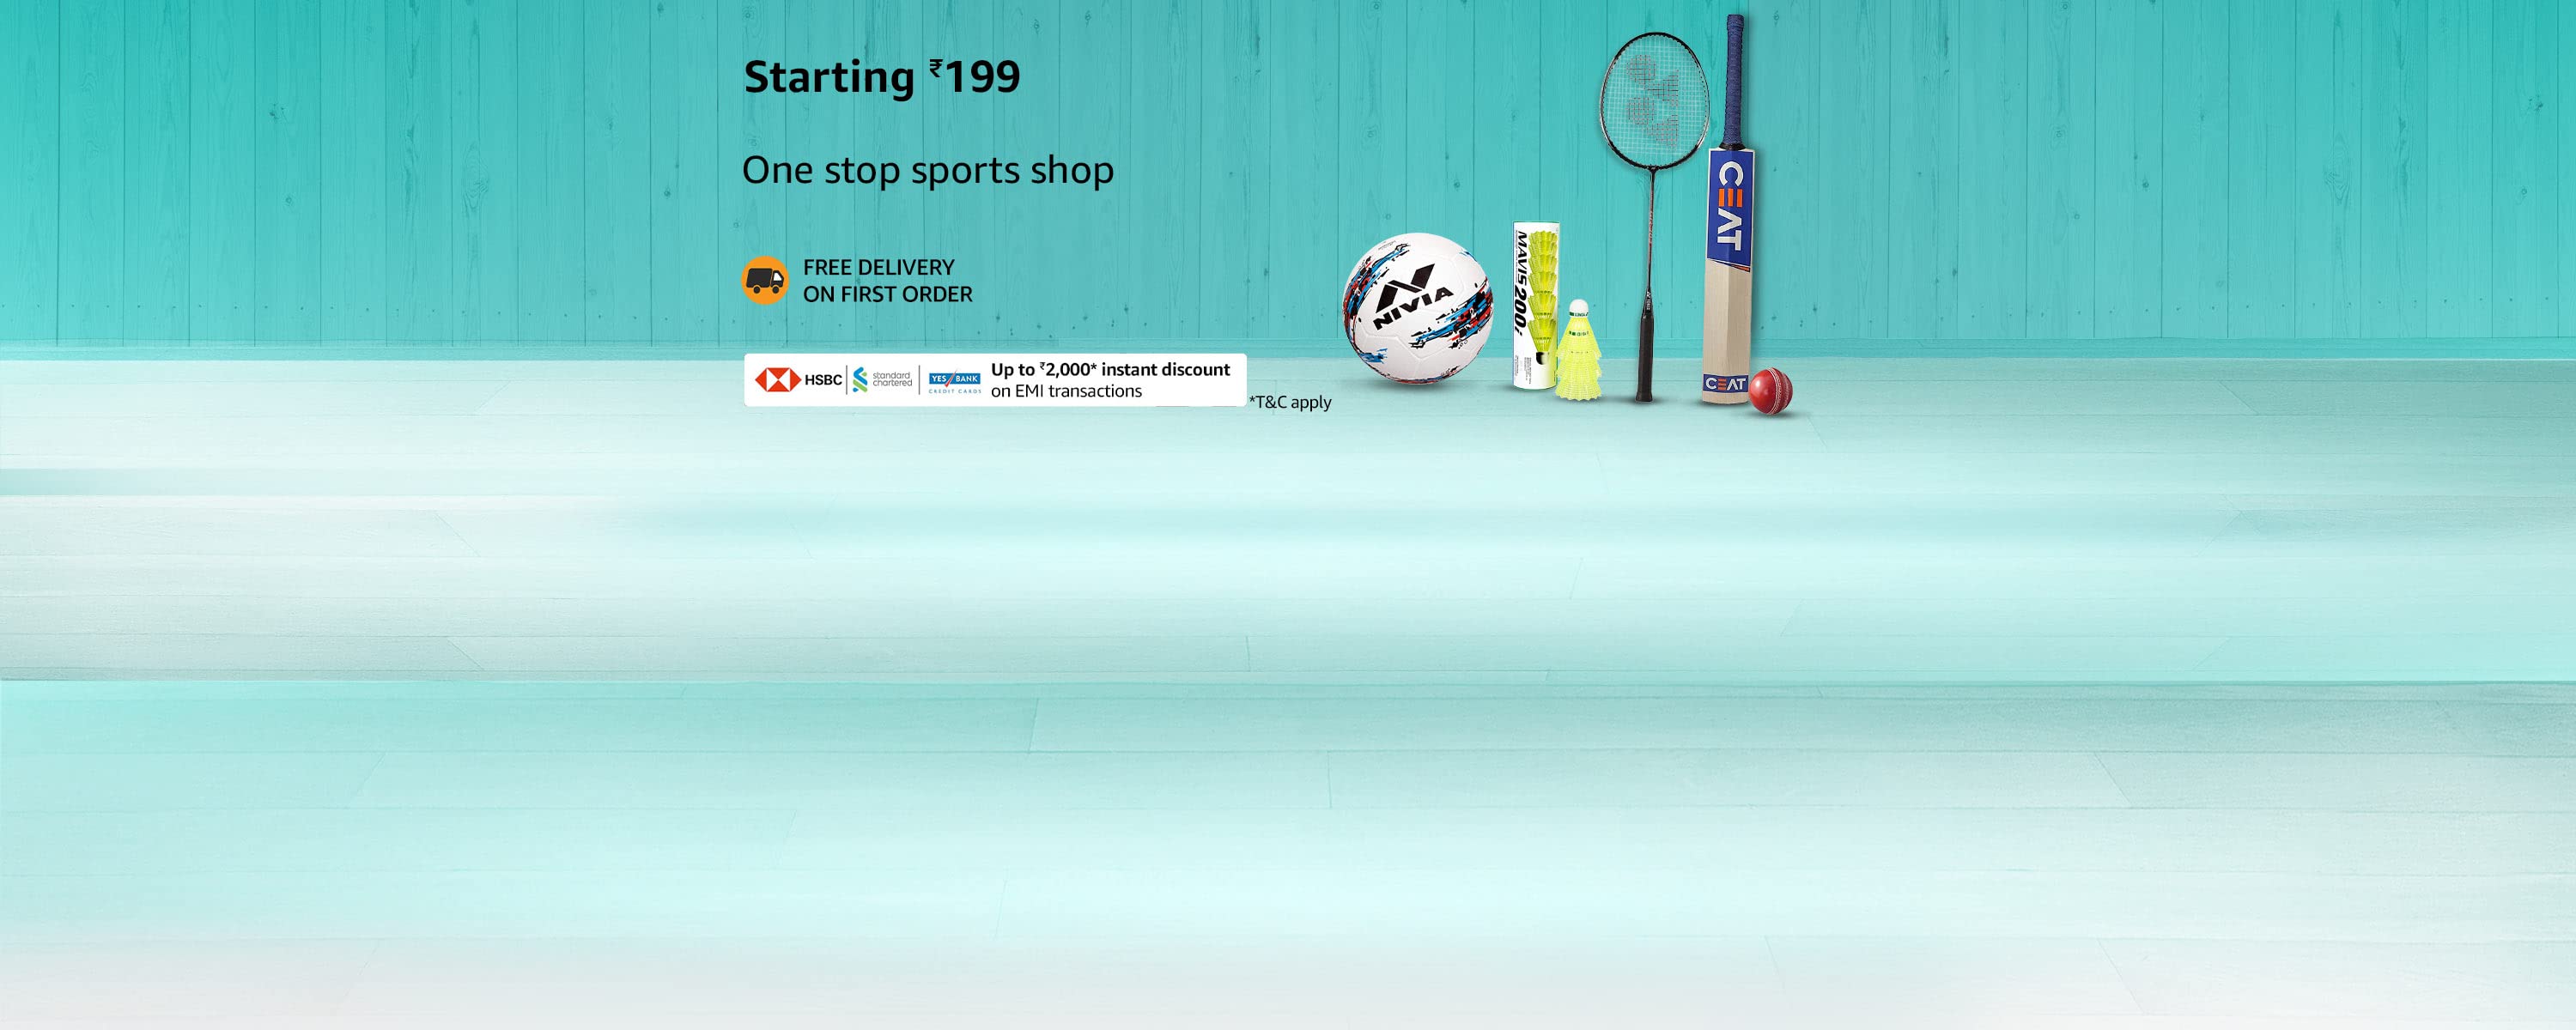 Starting ₹199
One stop sports shop
FREE DELIVERY
ON FIRST ORDER
HSBC
standard
chartered
YES BANK
CREDIT CARDS
Up to ₹2,000* instant discount
on EMI transactions
*T&C apply
NIVIA
MAVIS 200i
CEAT
CEAT